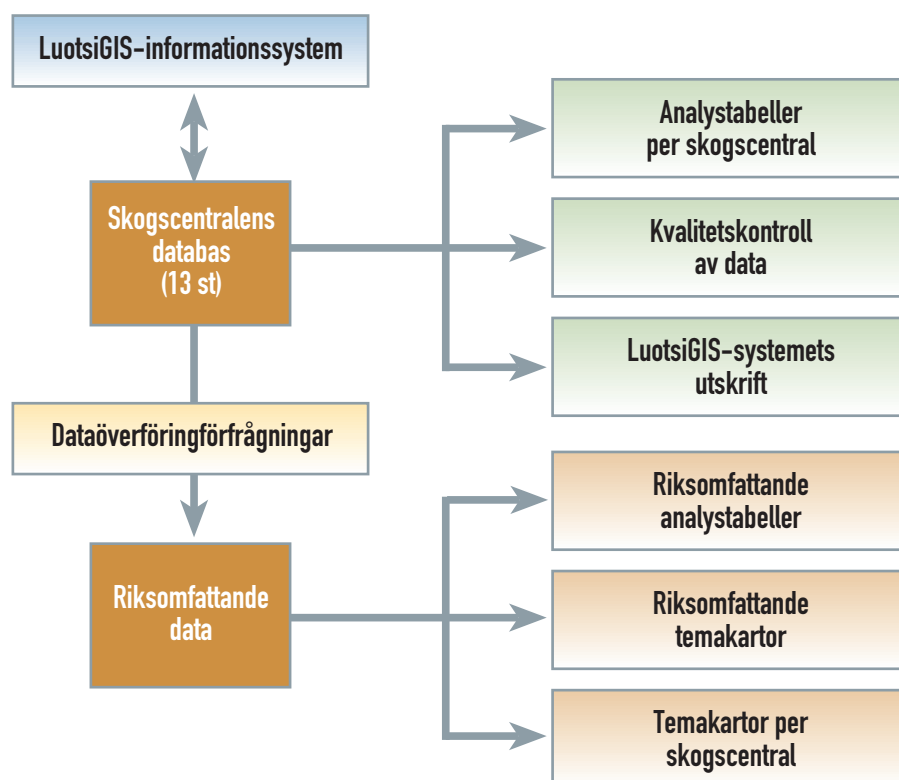 LuotsiGIS-informationssystem
Skogscentralens
databas
(13 st)
Dataöverföringförfrågningar
Riksomfattande
data
Analystabeller
per skogscentral
Kvalitetskontroll
av data
LuotsiGIS-systemets
utskrift
Riksomfattande
analystabeller
Riksomfattande
temakartor
Temakartor per
skogscentral